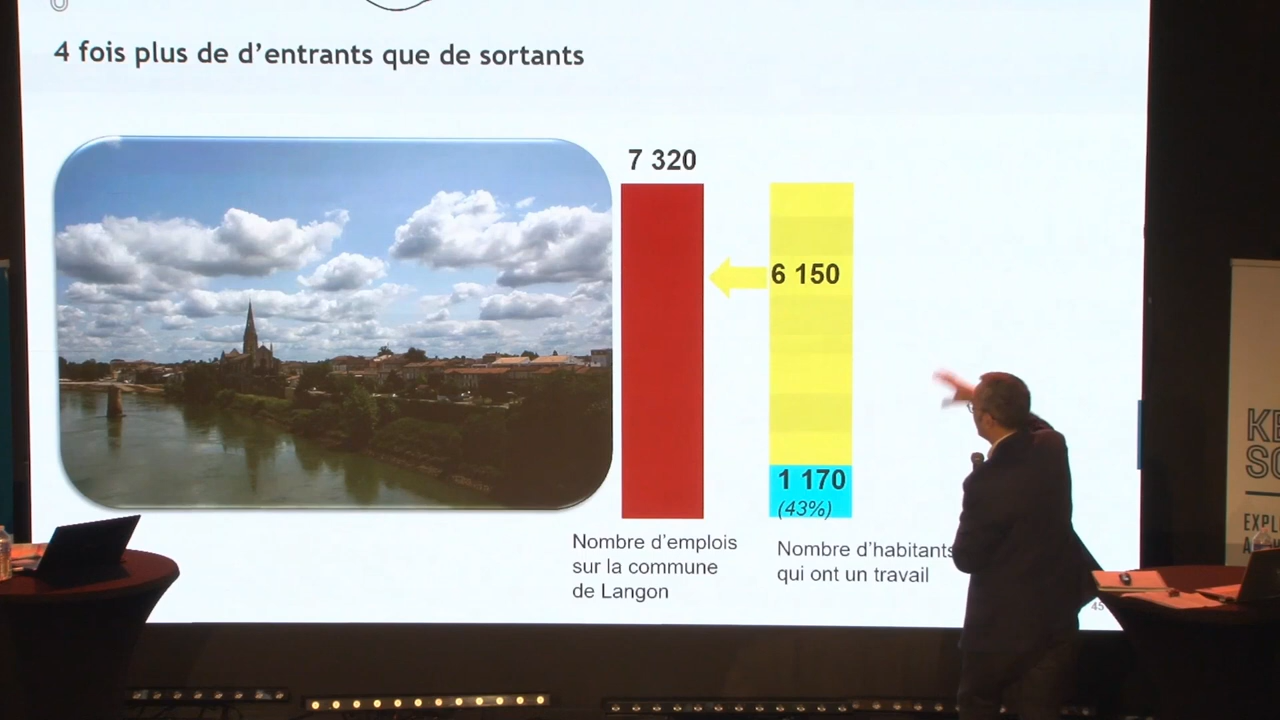 4 fois plus de d’entrants que de sortants
7 320
6 150
1 170
(43%)
Nombre d’emplois
sur la commune
de Langon
Nombre d’habitants
qui ont un travail
45